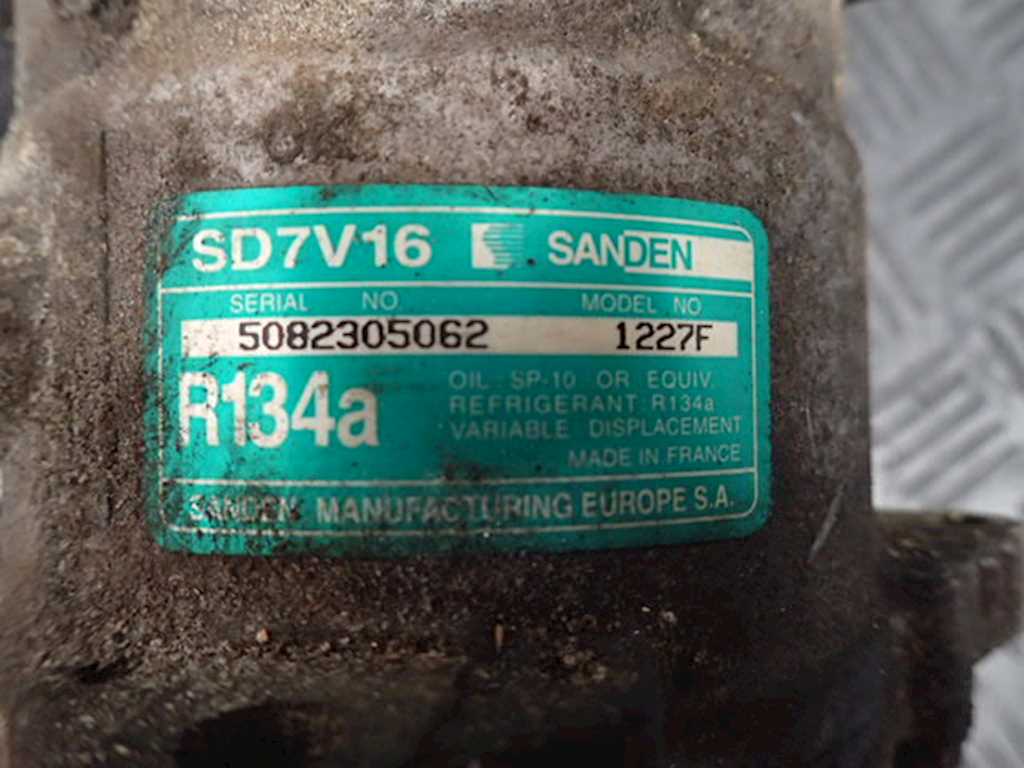 SD7V16 SANDEN
SERIAL NO MODEL NO
5082305062 1227F
R134a
OIL : SP-10 OR EQUIV.
REFRIGERANT : R134a
VARIABLE DISPLACEMENT
MADE IN FRANCE
SANDEN MANUFACTURING EUROPE S.A.